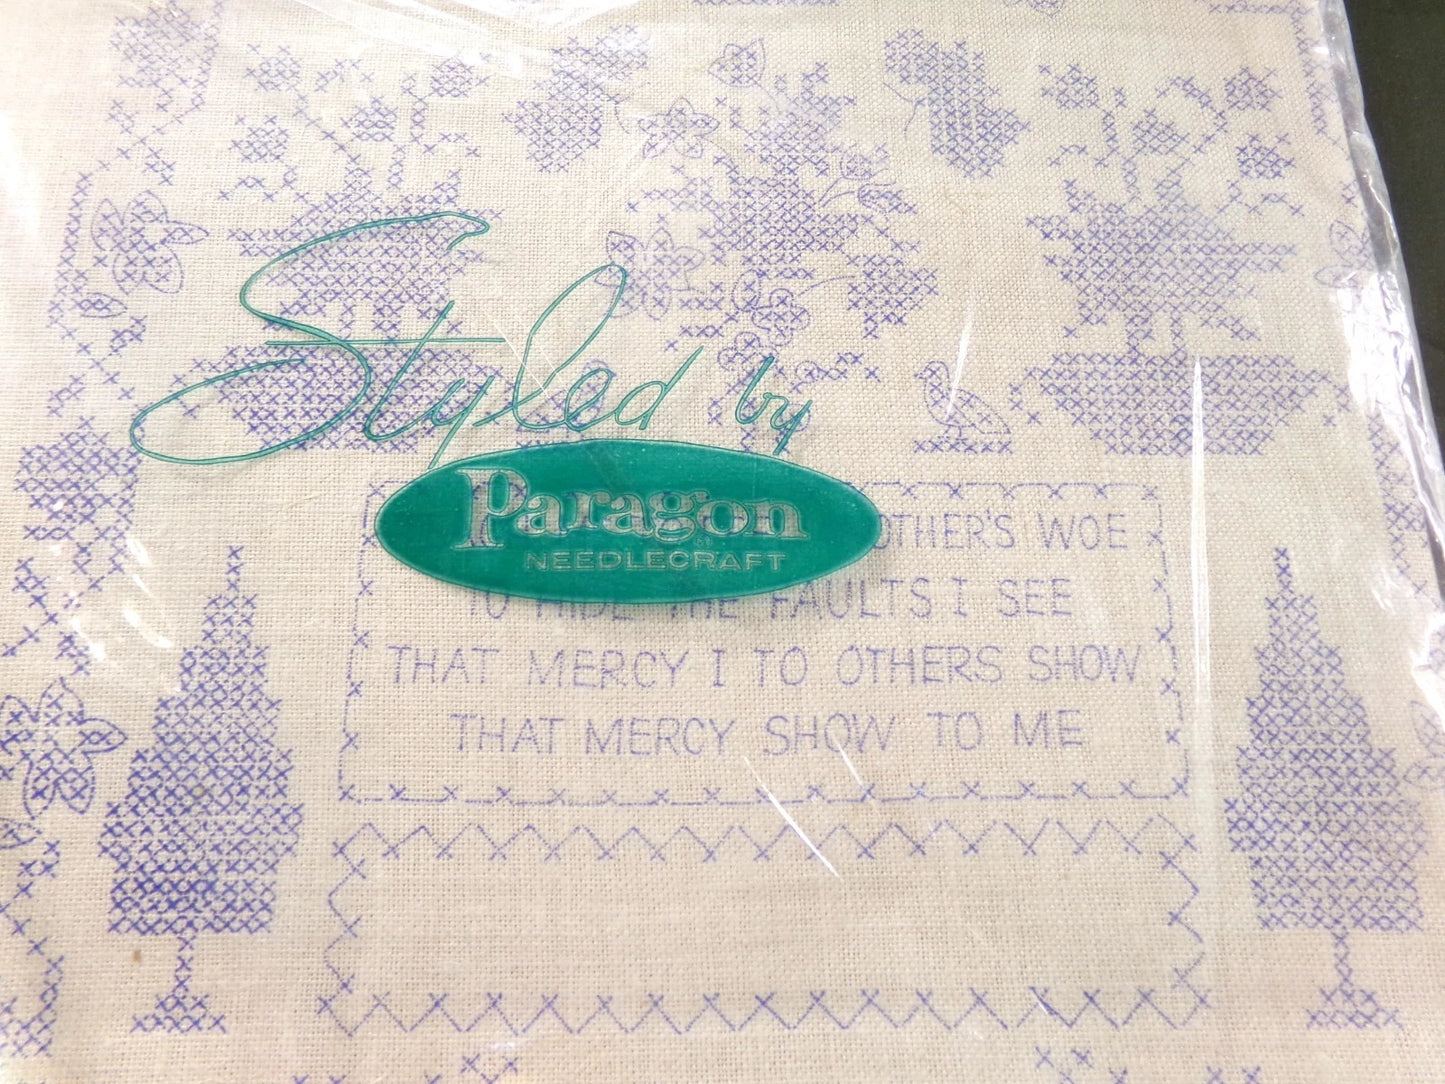 Styled by
Paragon
NEEDLECRAFT
OTHER'S WOE
TO HIDE THE FAULTS I SEE
THAT MERCY I TO OTHERS SHOW
THAT MERCY SHOW TO ME